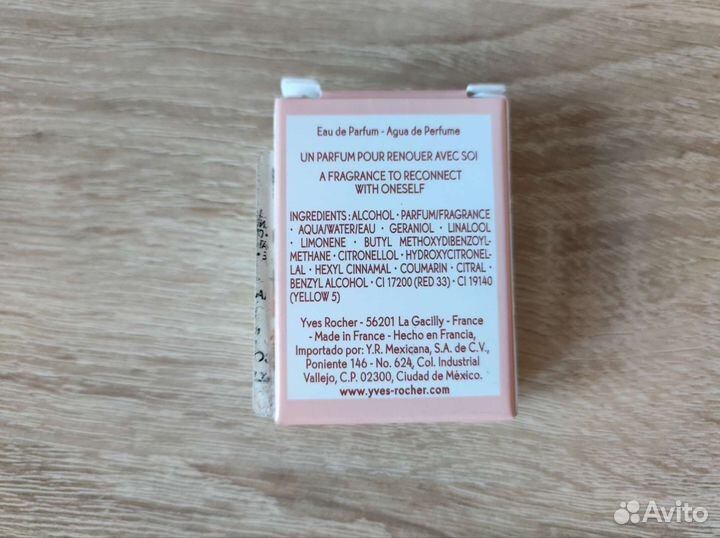 Eau de Parfum - Agua de Perfume
UN PARFUM POUR RENOUER AVEC SOI
A FRAGRANCE TO RECONNECT
WITH ONESELF
INGREDIENTS : ALCOHOL • PARFUM/FRAGRANCE
• AQUA/WATER/EAU • GERANIOL • LINALOOL
• LIMONENE • BUTYL METHOXYDIBENZOYL-
METHANE • CITRONELLOL • HYDROXYCITRONEL-
LAL • HEXYL CINNAMAL • COUMARIN • CITRAL •
BENZYL ALCOHOL • CI 17200 (RED 33) • CI 19140
(YELLOW 5)
Yves Rocher - 56201 La Gacilly - France
- Made in France - Hecho en Francia,
Importado por: Y.R. Mexicana, S.A. de C.V.,
Poniente 146 - No. 624, Col. Industrial
Vallejo, C.P. 02300, Ciudad de México.
www.yves-rocher.com
Avito